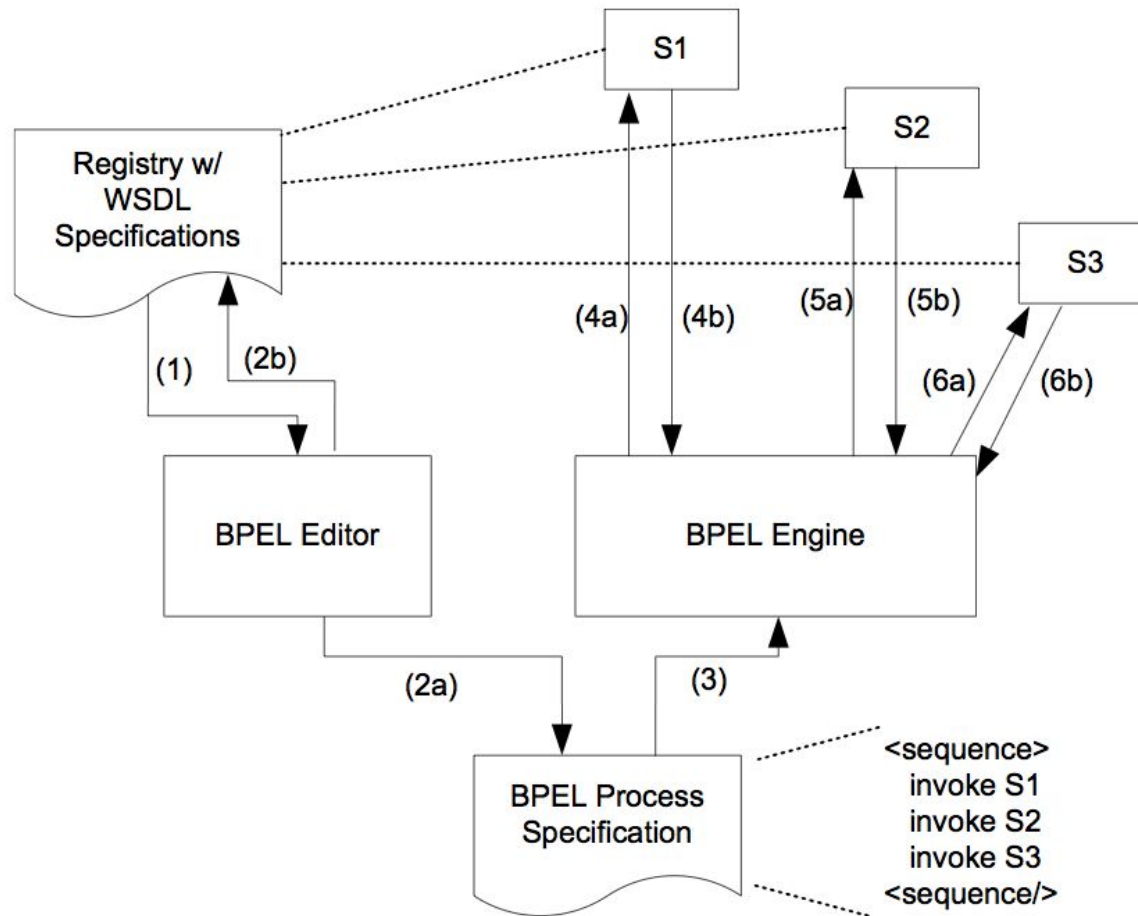 S1
S2
Registry w/
WSDL
Specifications
S3
(4a)
(4b)
(5a)
(5b)
(1)
(2b)
(6a)
(6b)
BPEL Editor
BPEL Engine
(2a)
(3)
BPEL Process
Specification
<sequence>
invoke S1
invoke S2
invoke S3
<sequence/>